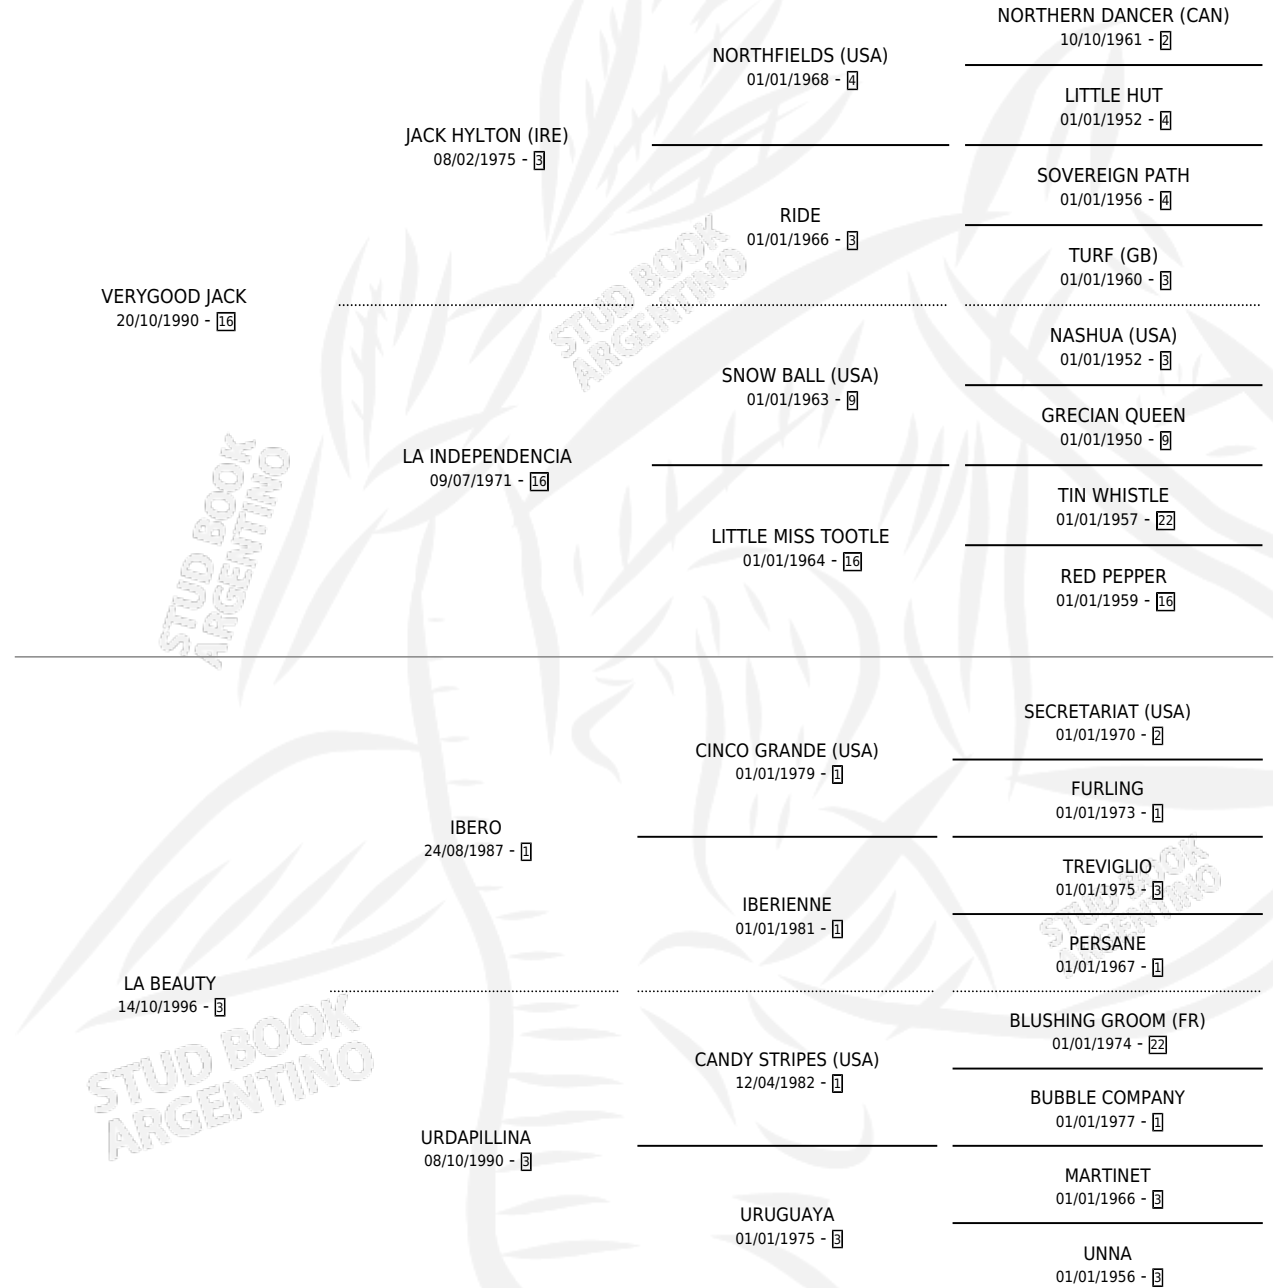 NORTHERN DANCER (CAN)
10/10/1961 - 2
NORTHFIELDS (USA)
01/01/1968 - 4
LITTLE HUT
01/01/1952 - 4
JACK HYLTON (IRE)
08/02/1975 - 3
SOVEREIGN PATH
01/01/1956 - 4
RIDE
01/01/1966 - 3
TURF (GB)
01/01/1960 - 3
VERYGOOD JACK
20/10/1990 - 16
NASHUA (USA)
01/01/1952 - 3
SNOW BALL (USA)
01/01/1963 - 9
GRECIAN QUEEN
01/01/1950 - 9
LA INDEPENDENCIA
09/07/1971 - 16
TIN WHISTLE
01/01/1957 - 22
LITTLE MISS TOOTLE
01/01/1964 - 16
RED PEPPER
01/01/1959 - 16
SECRETARIAT (USA)
01/01/1970 - 2
CINCO GRANDE (USA)
01/01/1979 - 1
FURLING
01/01/1973 - 1
IBERO
24/08/1987 - 1
TREVIGLIO
01/01/1975 - 3
IBERIENNE
01/01/1981 - 1
PERSANE
01/01/1967 - 1
LA BEAUTY
14/10/1996 - 3
BLUSHING GROOM (FR)
01/01/1974 - 22
CANDY STRIPES (USA)
12/04/1982 - 1
BUBBLE COMPANY
01/01/1977 - 1
URDAPILLINA
08/10/1990 - 3
MARTINET
01/01/1966 - 3
URUGUAYA
01/01/1975 - 3
UNNA
01/01/1956 - 3
STUD BOOK
ARGENTINO
STUD BOOK
ARGENTINO
STUD BOOK
ARGENTINO
STUD BOOK
ARGENTINO